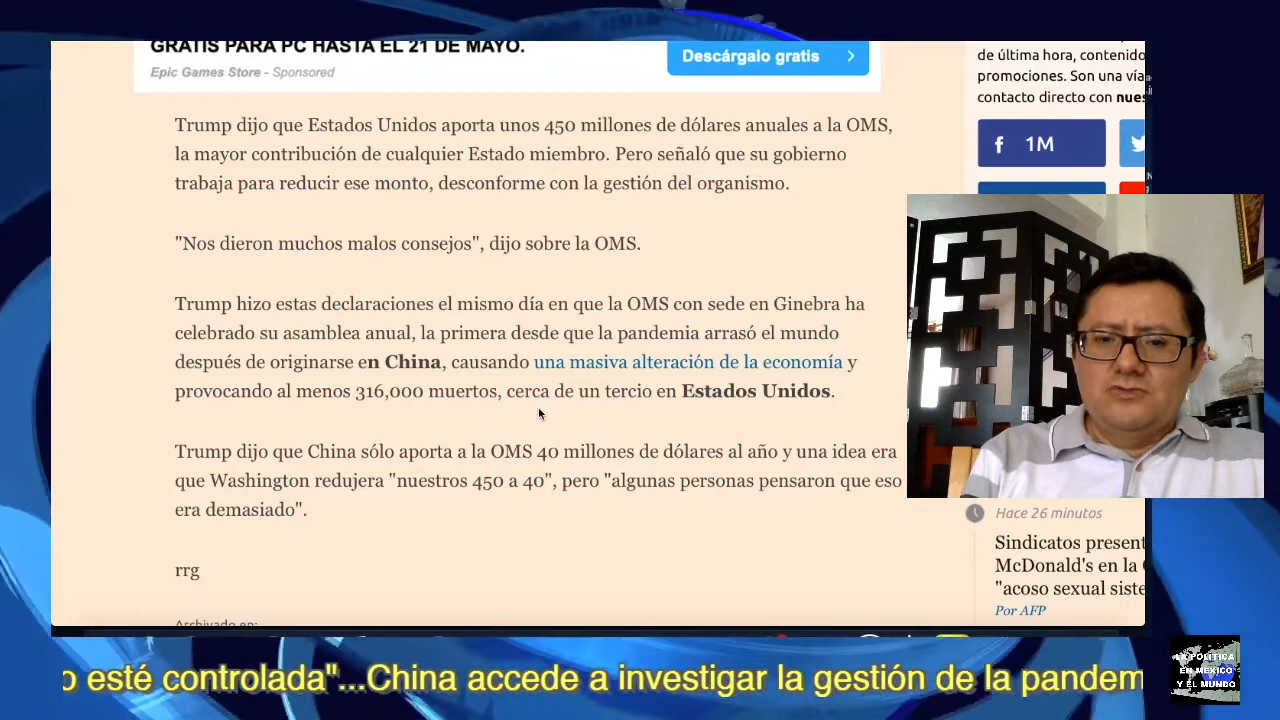 GRATIS PARA PC HASTA EL 21 DE MAYO.
Epic Games Store - Sponsored
Descárgalo gratis
Trump dijo que Estados Unidos aporta unos 450 millones de dólares anuales a la OMS,
la mayor contribución de cualquier Estado miembro. Pero señaló que su gobierno
trabaja para reducir ese monto, desconforme con la gestión del organismo.
"Nos dieron muchos malos consejos", dijo sobre la OMS.
Trump hizo estas declaraciones el mismo día en que la OMS con sede en Ginebra ha
celebrado su asamblea anual, la primera desde que la pandemia arrasó el mundo
después de originarse en China, causando una masiva alteración de la economía y
provocando al menos 316,000 muertos, cerca de un tercio en Estados Unidos.
Trump dijo que China sólo aporta a la OMS 40 millones de dólares al año y una idea era
que Washington redujera "nuestros 450 a 40", pero "algunas personas pensaron que eso
era demasiado".
rrg
Archivado en:
de última hora, contenido
promociones. Son una vía
contacto directo con nues
1M
Hace 26 minutos
Sindicatos present
McDonald's en la
"acoso sexual siste
Por AFP
o esté controlada"...China accede a investigar la gestión de la pandem
LA POLITICA
EN MEXICO
Y EL MUNDO